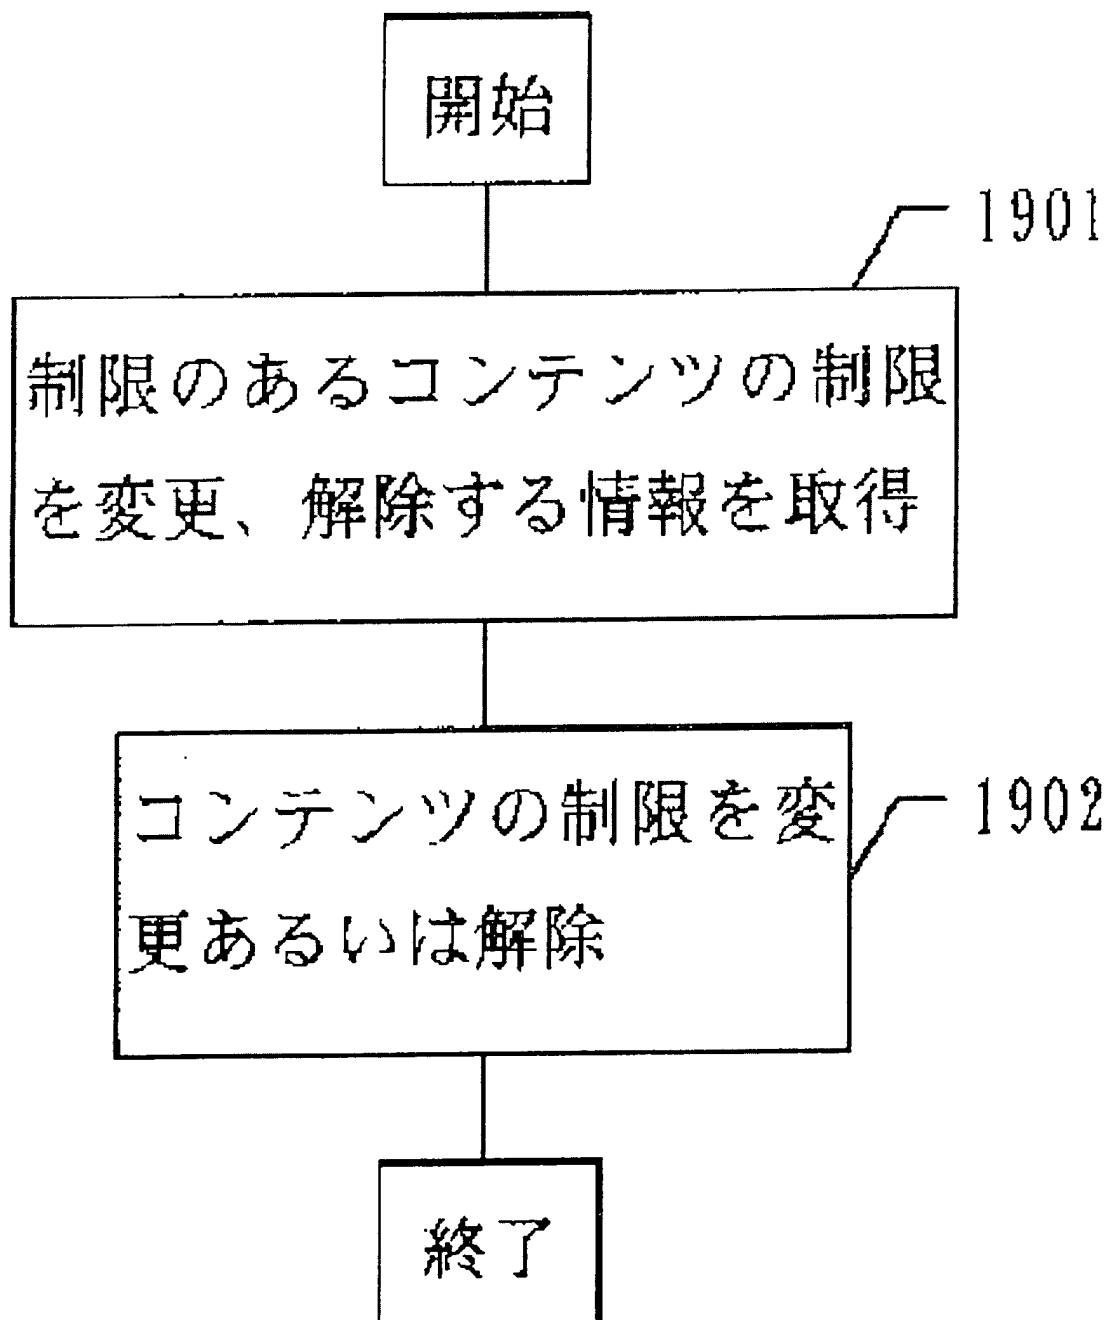 開始
1901
制限のあるコンテンツの制限
を変更、解除する情報を取得
コンテンツの制限を変
更あるいは解除
1902
終了